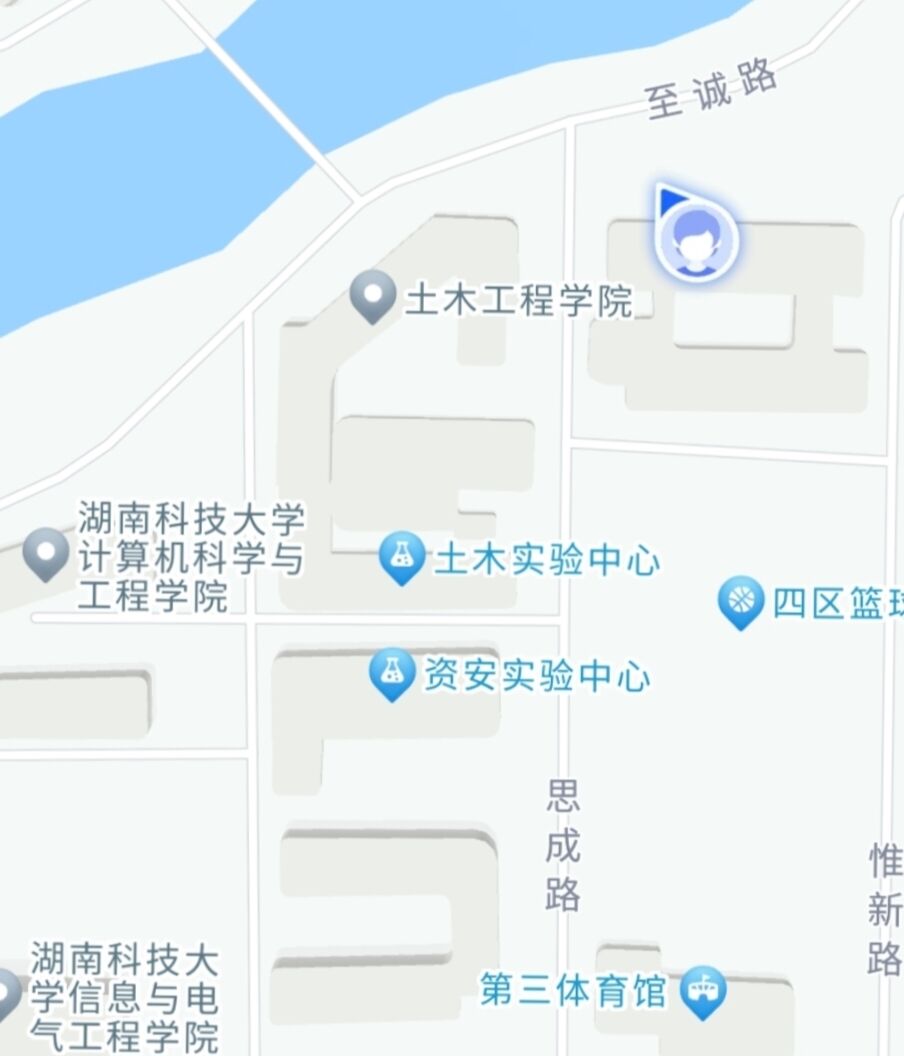 至诚路
土木工程学院
湖南科技大学
计算机科学与
工程学院
土木实验中心
四区篮球
资安实验中心
思成路
惟新路
湖南科技大
学信息与电
气工程学院
第三体育馆